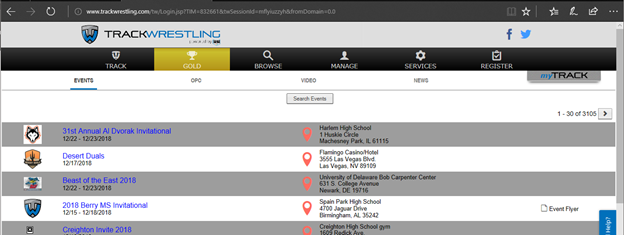 www.trackwrestling.com/tw/Login.jsp?TIM=832661&twSessionId=mflyiuzzyh&fromDomain=0.0
TRACKWRESTLING
TRACK GOLD BROWSE MANAGE SERVICES REGISTER
EVENTS OPC VIDEO NEWS myTRACK
Search Events
1 - 30 of 3105
31st Annual Al Dvorak Invitational
12/22 - 12/23/2018
Harlem High School
1 Huskie Circle
Machesney Park, IL 61115
Desert Duals
12/17/2018
Flamingo Casino/Hotel
3555 Las Vegas Blvd.
Las Vegas, NV 89109
Beast of the East 2018
12/22 - 12/23/2018
University of Delaware Bob Carpenter Center
631 S. College Avenue
Newark, DE 19716
2018 Berry MS Invitational
12/15 - 12/18/2018
Spain Park High School
4700 Jaguar Drive
Birmingham, AL 35242
Event Flyer
Creighton Invite 2018
Creighton High School gym
1609 Radick Ave.
Help?